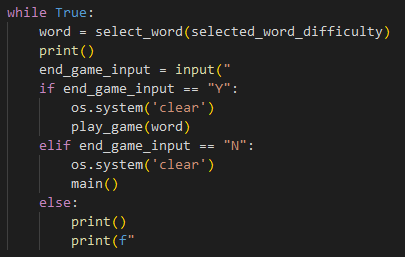 while True:
    word = select_word(selected_word_difficulty)
    print()
    end_game_input = input("
    if end_game_input == "Y":
        os.system('clear')
        play_game(word)
    elif end_game_input == "N":
        os.system('clear')
        main()
    else:
        print()
        print(f"